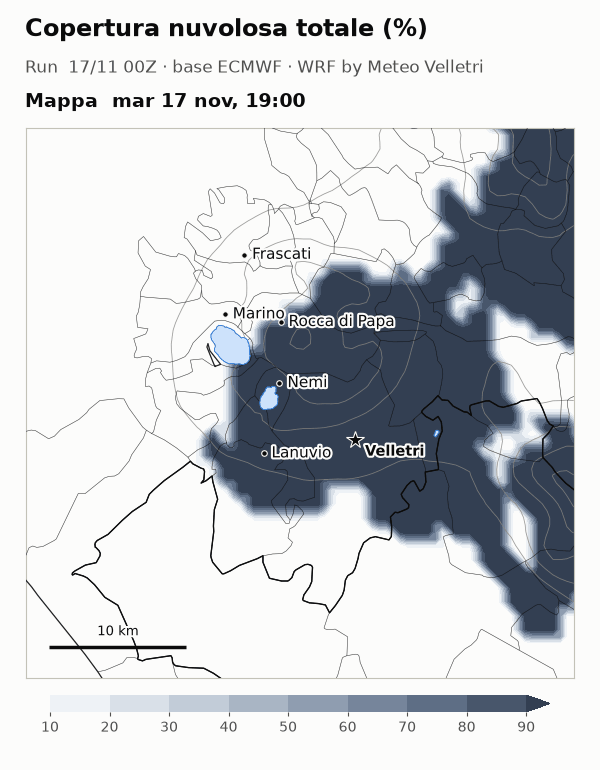 Copertura nuvolosa totale (%)
Run  17/11 00Z · base ECMWF · WRF by Meteo Velletri
Mappa  mar 17 nov, 19:00
Frascati
Marino
Rocca di Papa
Nemi
Velletri
Lanuvio
10 km
10 20 30 40 50 60 70 80 90